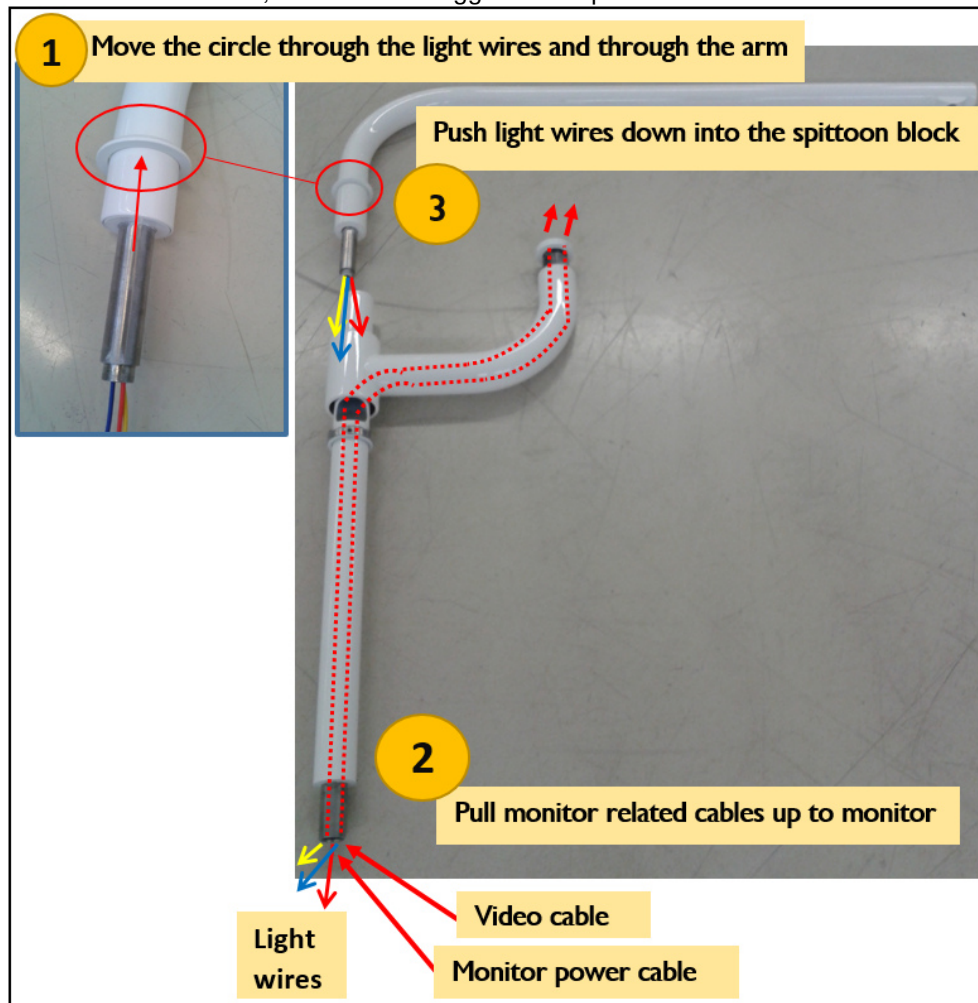 1
Move the circle through the light wires and through the arm
Push light wires down into the spittoon block
3
2
Pull monitor related cables up to monitor
Video cable
Light
wires
Monitor power cable